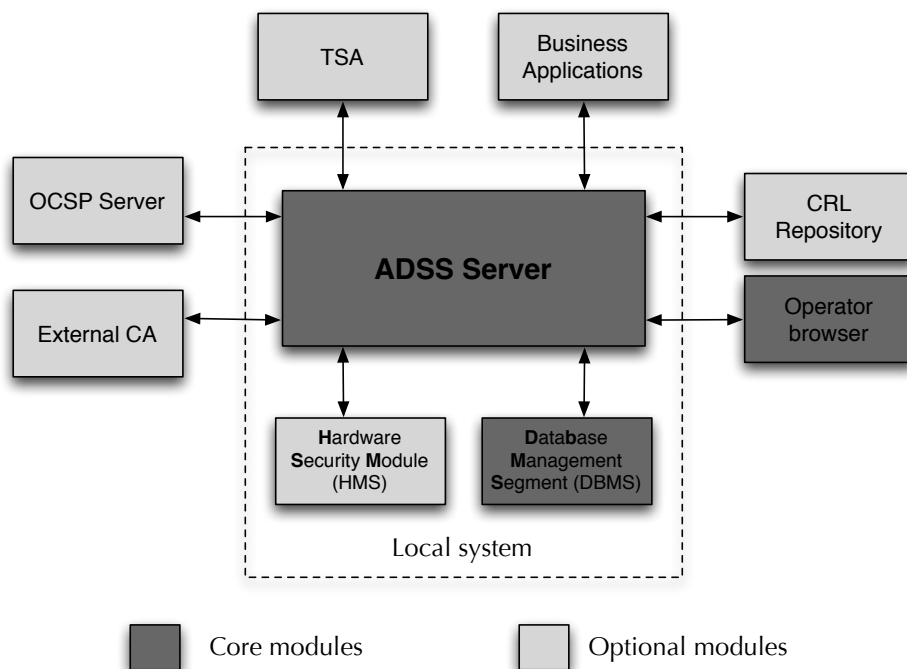 TSA
Business
Applications
OCSP Server
CRL
Repository
ADSS Server
External CA
Operator
browser
Hardware
Security Module
(HMS)
Database
Management
Segment (DBMS)
Local system
Core modules
Optional modules